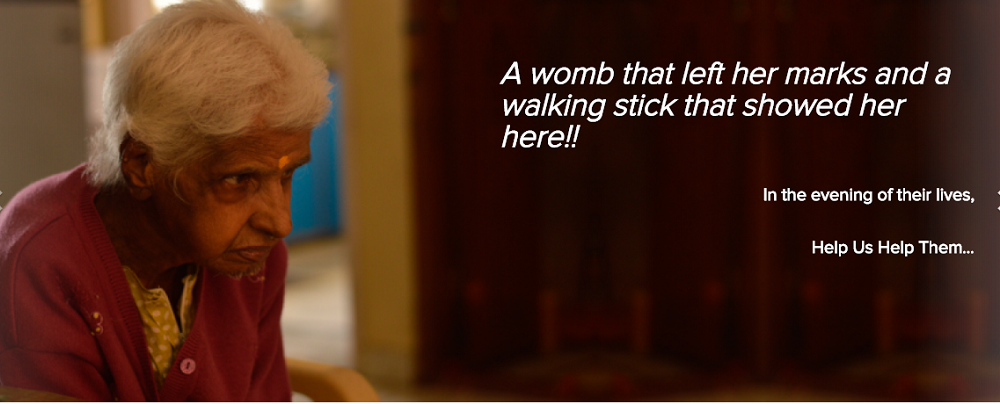 A womb that left her marks and a
walking stick that showed her
here!!
In the evening of their lives,
Help Us Help Them...